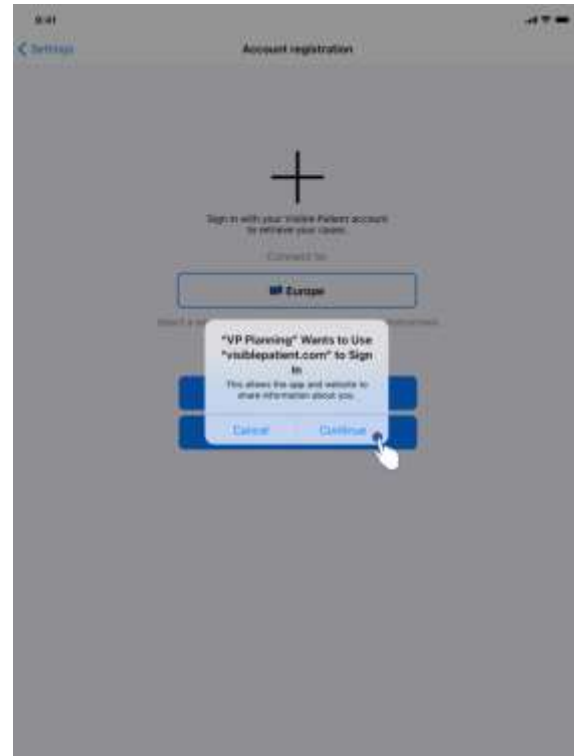 9:41
Settings
Account registration
Sign in with your Visible Patient account
to retrieve your cases.
Connect to:
Europe
"VP Planning" Wants to Use
"visiblepatient.com" to Sign
In
This allows the app and website to
share information about you.
Cancel
Continue